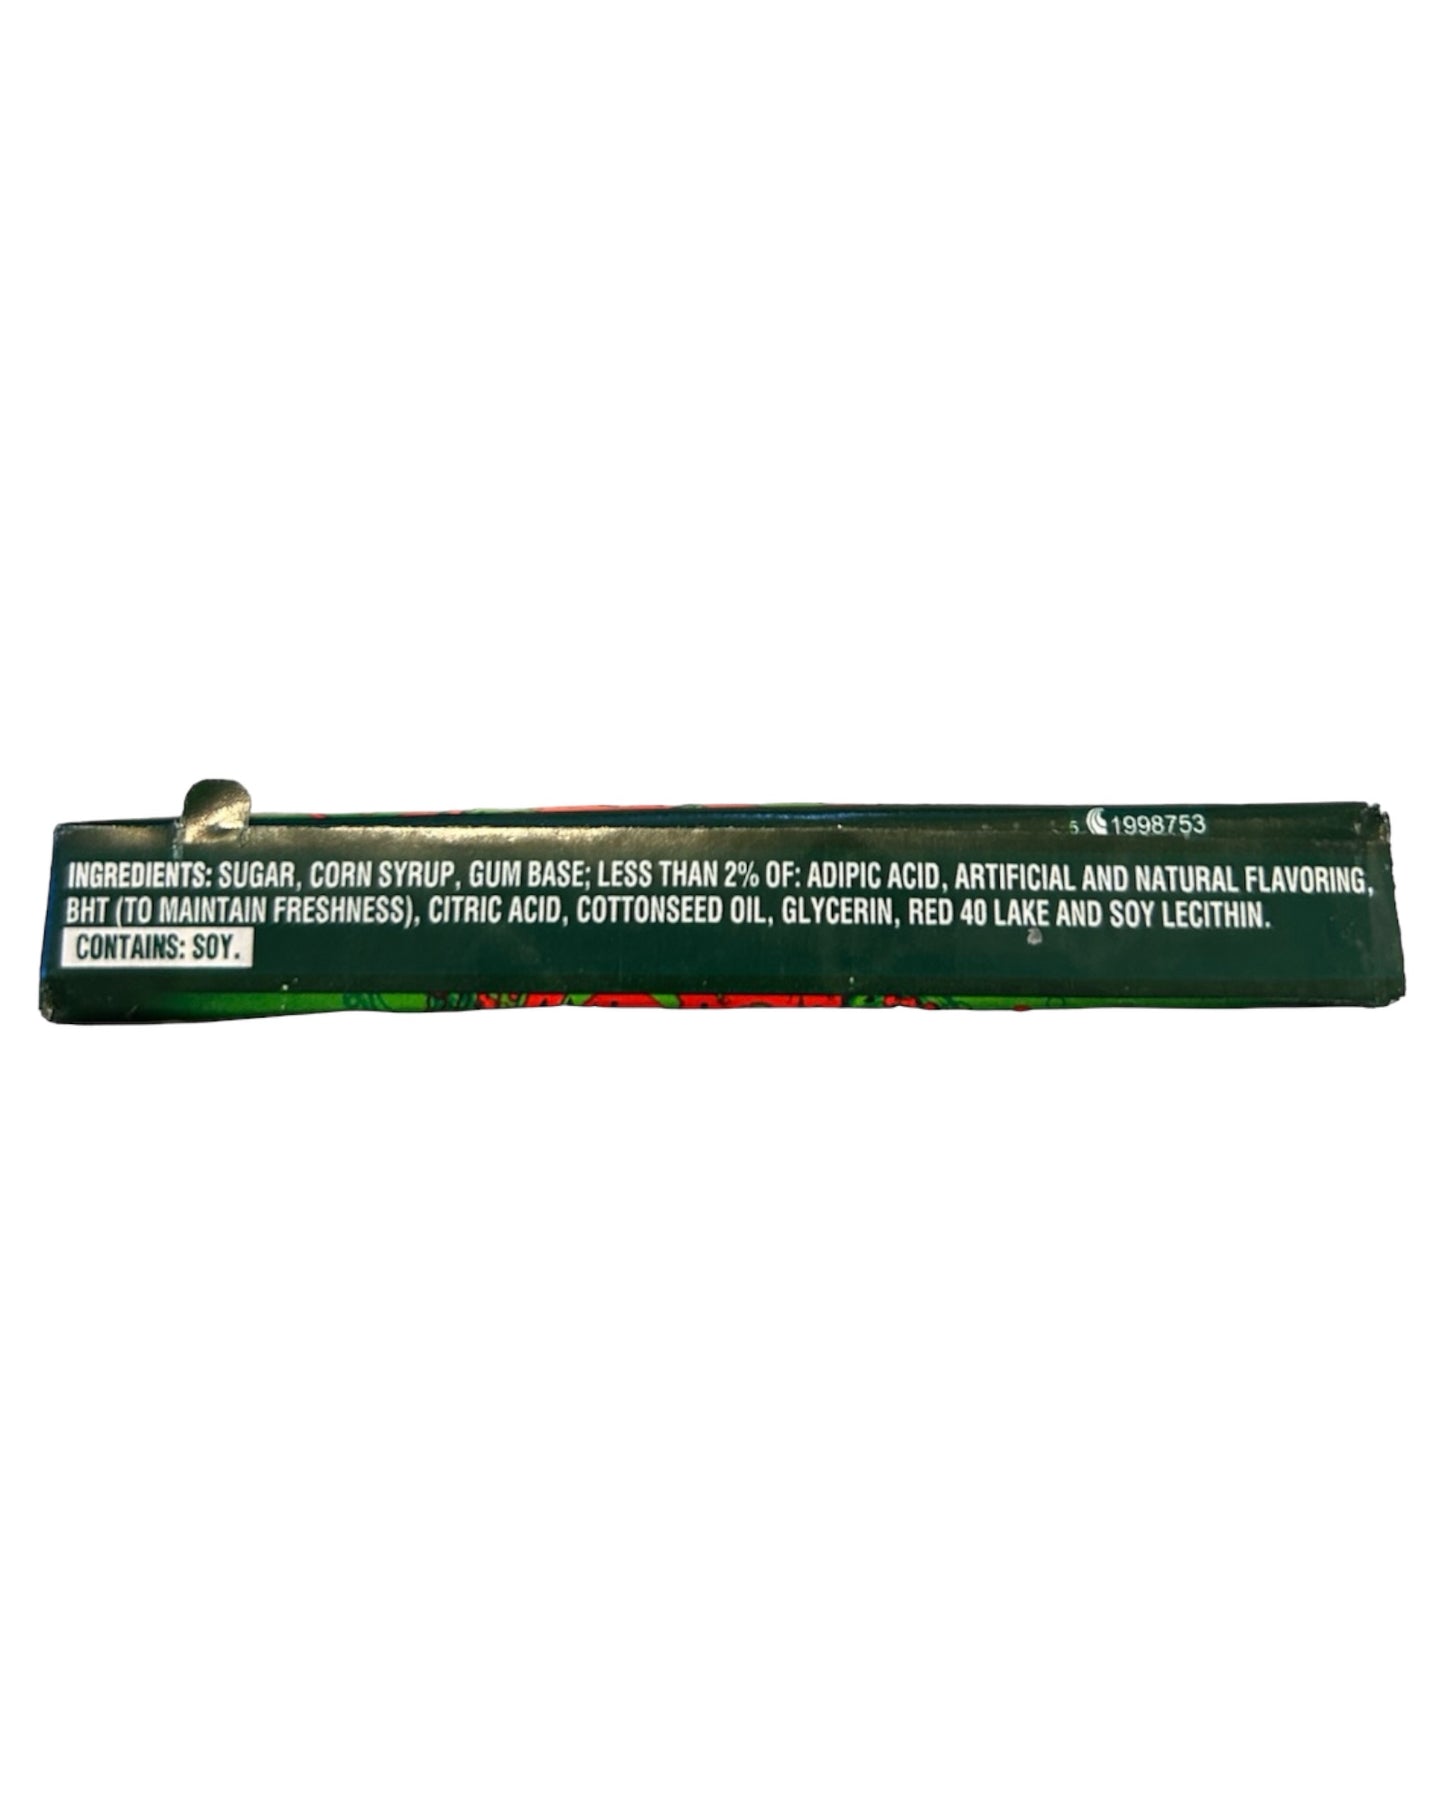 1998753
INGREDIENTS: SUGAR, CORN SYRUP, GUM BASE; LESS THAN 2% OF: ADIPIC ACID, ARTIFICIAL AND NATURAL FLAVORING,
BHT (TO MAINTAIN FRESHNESS), CITRIC ACID, COTTONSEED OIL, GLYCERIN, RED 40 LAKE AND SOY LECITHIN.
CONTAINS: SOY.